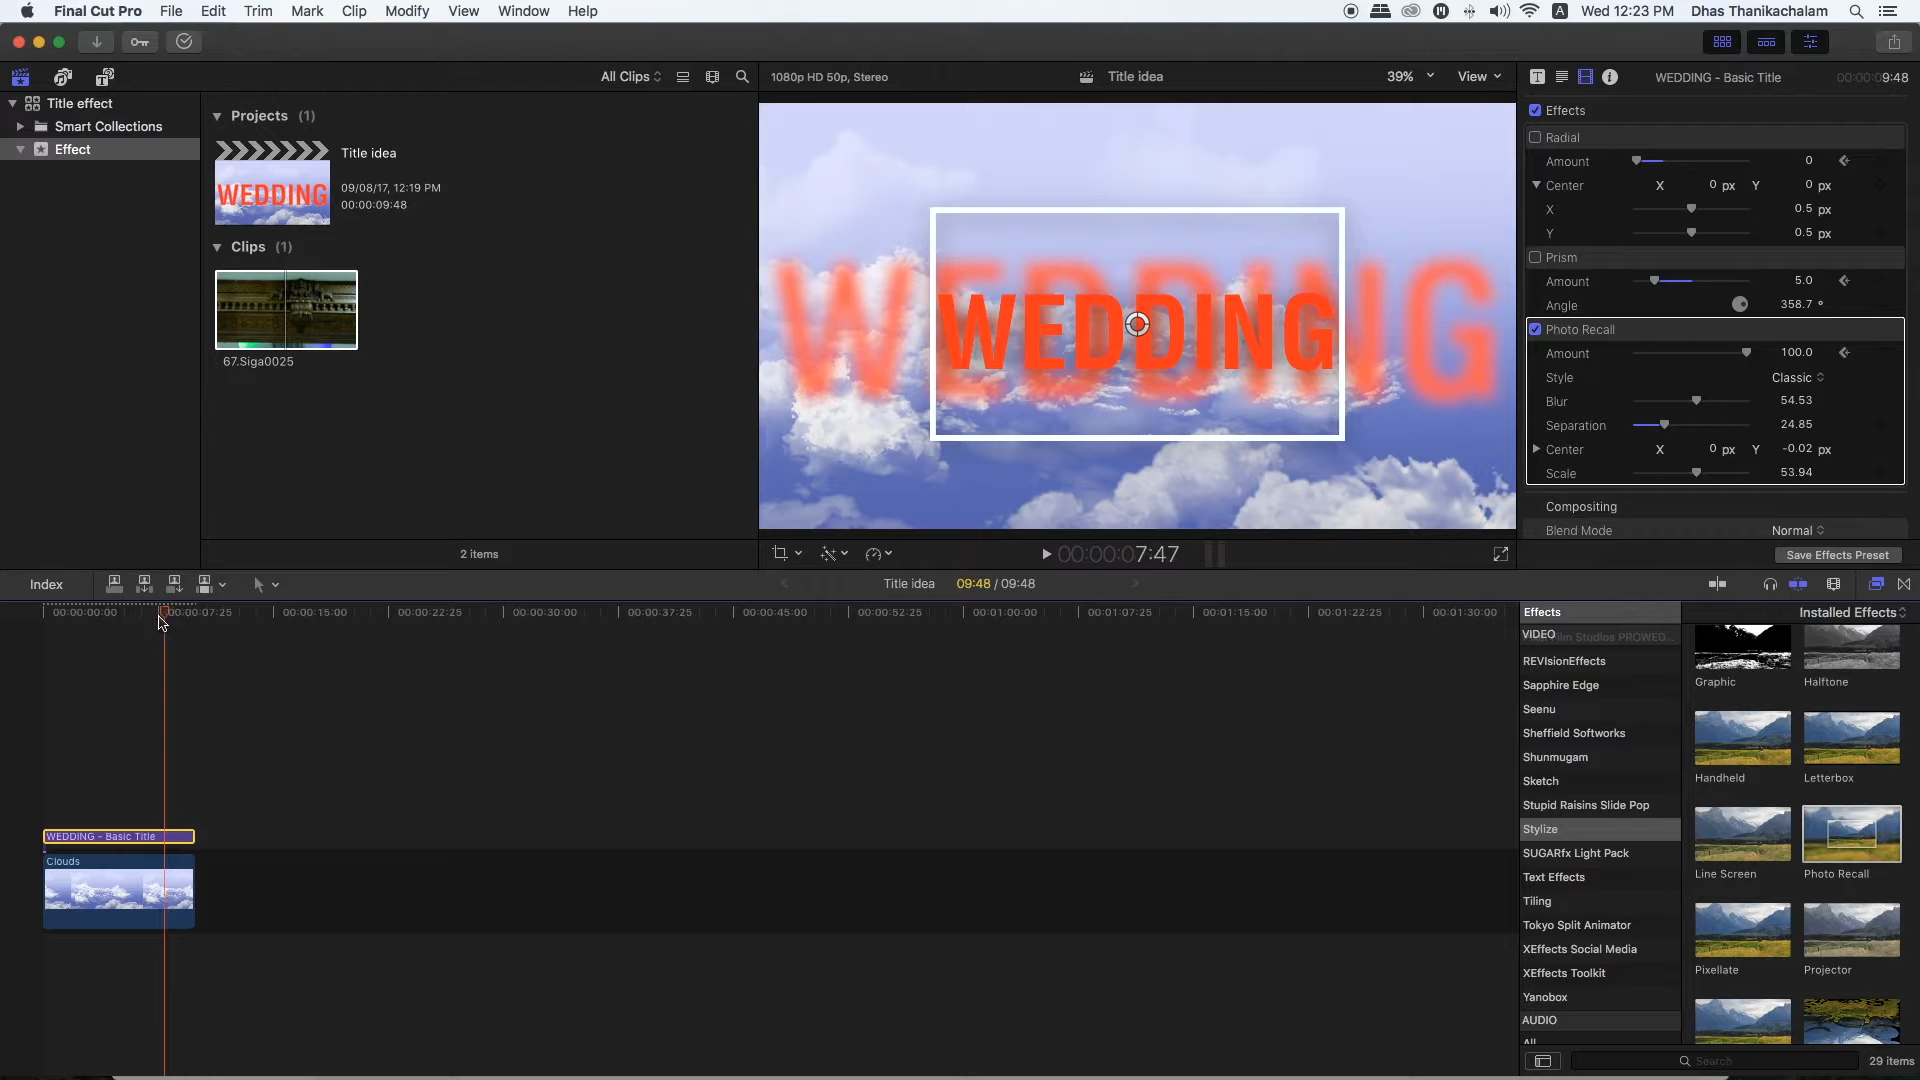 Final Cut Pro File Edit Trim Mark Clip Modify View Window Help
A Wed 12:23 PM Dhas Thanikachalam
All Clips
1080p HD 50p, Stereo
Title idea
39%
View
WEDDING - Basic Title
00:00:09:48
Title effect
Smart Collections
Effect
Projects (1)
WEDDING
Title idea
09/08/17, 12:19 PM
00:00:09:48
Clips (1)
67.Siga0025
2 items
WEDDING
WEDDING
00:00:07:47
Effects
Radial
Amount 0
Center X 0 px Y 0 px
X 0.5 px
Y 0.5 px
Prism
Amount 5.0
Angle 358.7 °
Photo Recall
Amount 100.0
Style Classic
Blur 54.53
Separation 24.85
Center X 0 px Y -0.02 px
Scale 53.94
Compositing
Blend Mode Normal
Save Effects Preset
Index
Title idea 09:48 / 09:48
00:00:00:00 00:00:07:25 00:00:15:00 00:00:22:25 00:00:30:00 00:00:37:25 00:00:45:00 00:00:52:25 00:01:00:00 00:01:07:25 00:01:15:00 00:01:22:25 00:01:30:00
WEDDING - Basic Title
Clouds
Effects
Installed Effects
VIDEO
Film Studios PROWED...
REVisionEffects
Sapphire Edge
Seenu
Sheffield Softworks
Shunmugam
Sketch
Stupid Raisins Slide Pop
Stylize
SUGARfx Light Pack
Text Effects
Tiling
Tokyo Split Animator
XEffects Social Media
XEffects Toolkit
Yanobox
AUDIO
All
Graphic
Halftone
Handheld
Letterbox
Line Screen
Photo Recall
Pixellate
Projector
Search
29 items